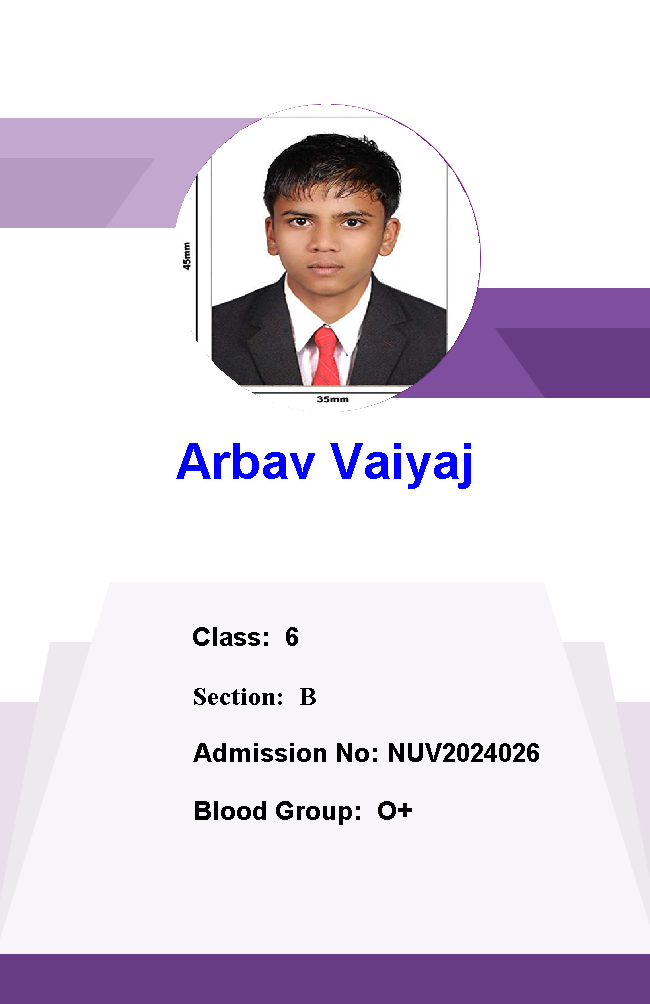 45mm
35mm
Arbav Vaiyaj
Class: 6
Section: B
Admission No: NUV2024026
Blood Group: O+